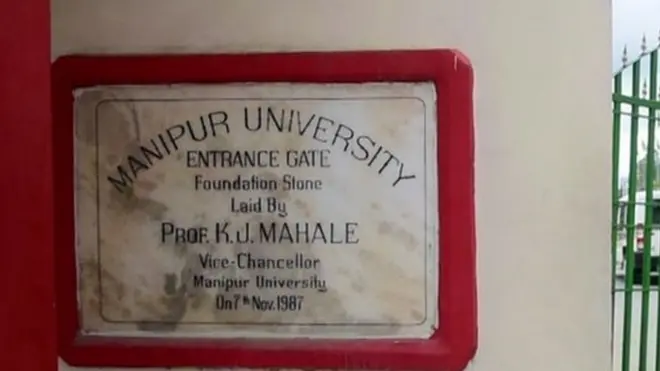 MANIPUR UNIVERSITY
ENTRANCE GATE
Foundation Stone
Laid By
PROF. K.J. MAHALE
Vice-Chancellor
Manipur University
On 7th Nov. 1987